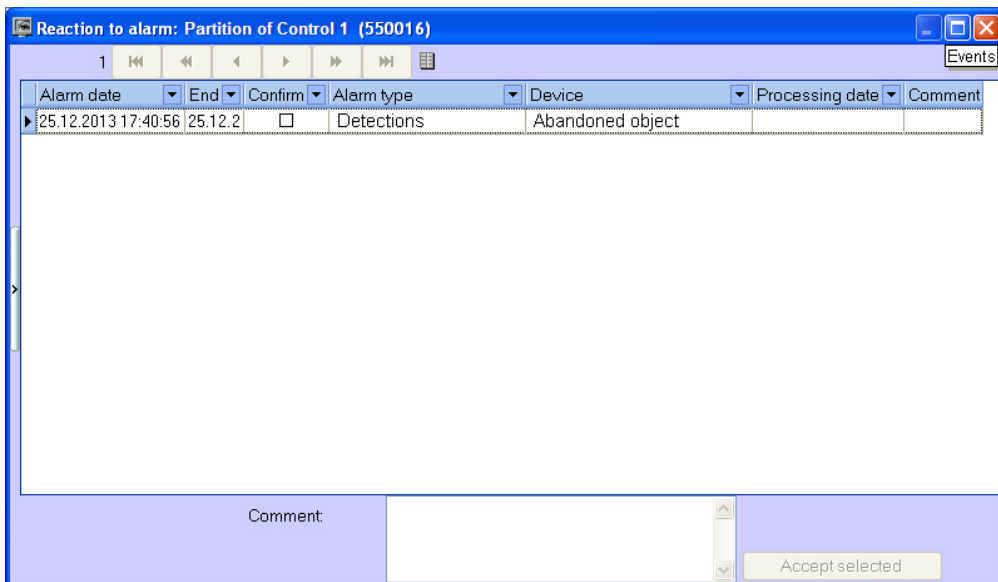 Reaction to alarm: Partition of Control 1 (550016)
Events
1
Alarm date End Confirm Alarm type Device Processing date Comment
25.12.2013 17:40:56 25.12.2 Detections Abandoned object
Comment:
Accept selected